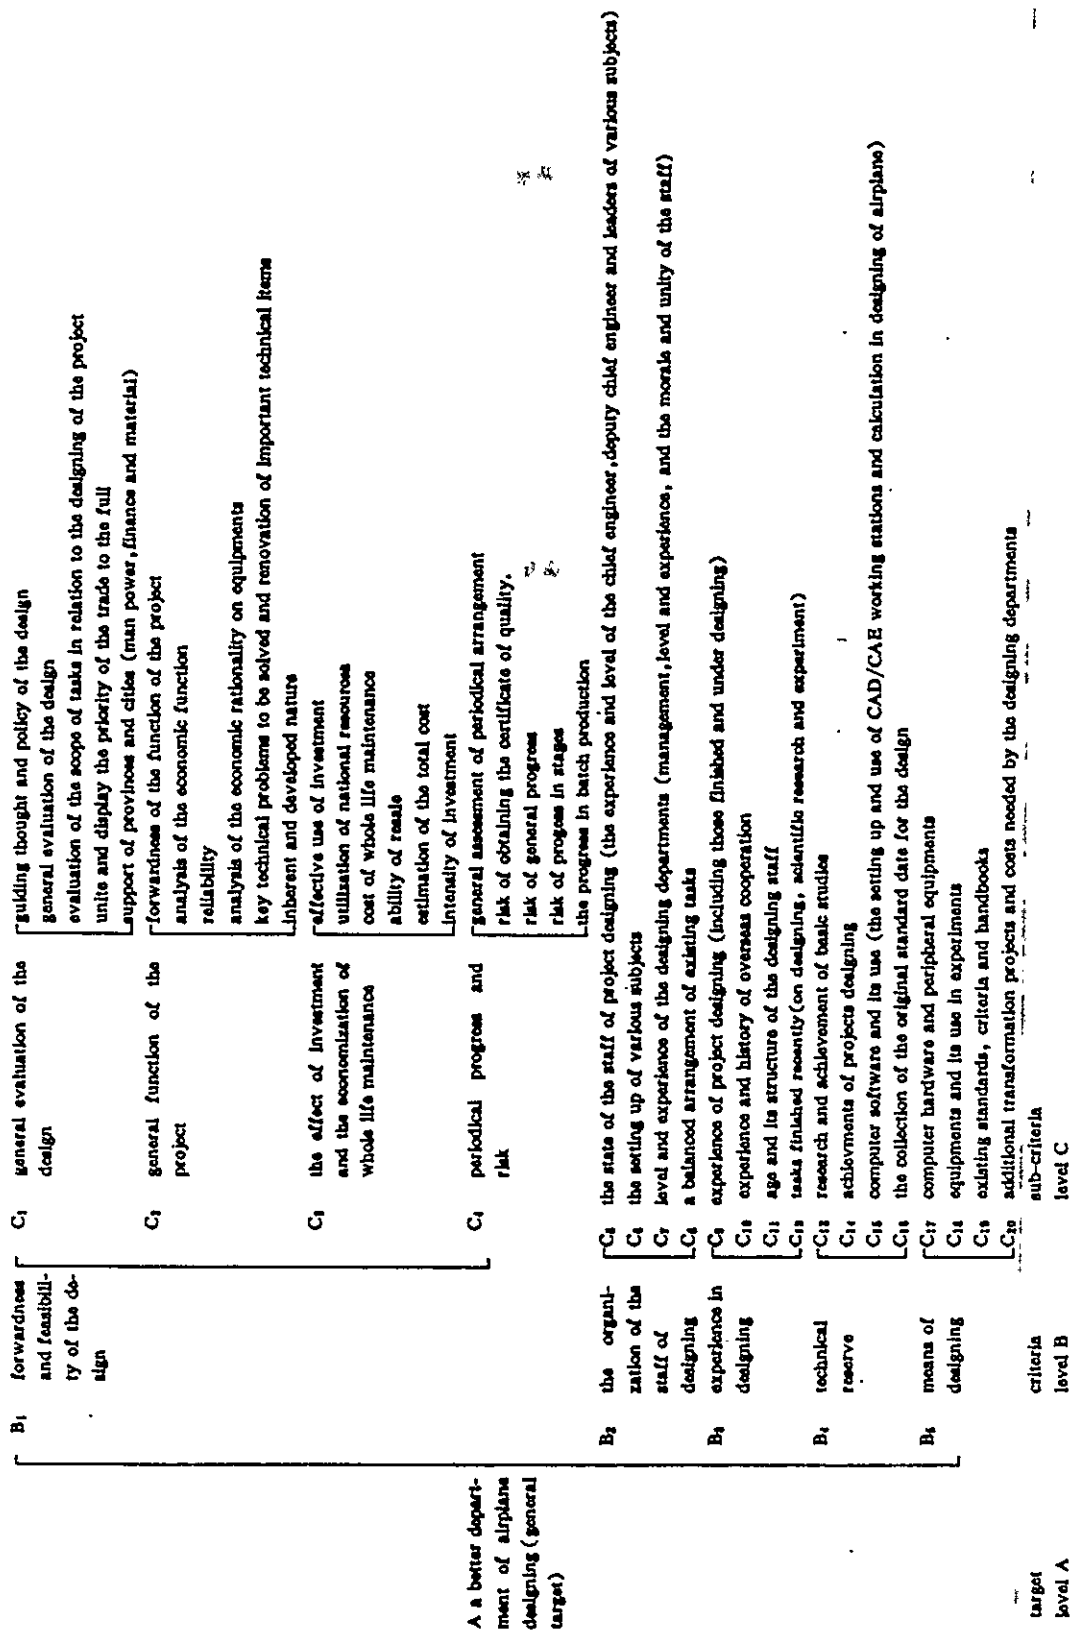 A a better depart-
ment of airplane
designing (general
target)
B₁ forwardness
and feasibili-
ty of the de-
sign
C₁ general evaluation of the
design
guiding thought and policy of the design
general evaluation of the design
evaluation of the scope of tasks in relation to the designing of the project
unite and display the priority of the trade to the full
support of provinces and cities (man power, finance and material)
C₂ general function of the
project
forwardness of the function of the project
analysis of the economic function
reliability
analysis of the economic rationality on equipments
key technical problems to be solved and renovation of important technical items
inherent and developed nature
C₃ the effect of investment
and the economization of
whole life maintenance
effective use of investment
utilization of national resources
cost of whole life maintenance
ability of resale
estimation of the total cost
intensity of investment
C₄ periodical progress and
risk
general assessment of periodical arrangement
risk of obtaining the certificate of quality.
risk of general progress
risk of progess in stages
the progress in batch production
B₂ the organi-
zation of the
staff of
designing
C₅ the state of the staff of project designing (the experience and level of the chief engineer, deputy chief engineer and leaders of various subjects)
C₆ the setting up of various subjects
C₇ level and experience of the designing departments (management, level and experience, and the morale and unity of the staff)
C₈ a balanced arrangement of existing tasks
B₃ experience in
designing
C₉ experience of project designing (including those finished and under designing)
C₁₀ experience and history of overseas cooperation
C₁₁ age and its structure of the designing staff
C₁₂ tasks finished recently (on designing, scientific research and experiment)
B₄ technical
reserve
C₁₃ research and achievement of basic studies
C₁₄ achievments of projects designing
C₁₅ computer software and its use (the setting up and use of CAD/CAE working stations and calculation in designing of airplane)
C₁₆ the collection of the original standard date for the design
B₅ means of
designing
C₁₇ computer hardware and peripheral equipments
C₁₈ equipments and its use in experiments
C₁₉ existing standards, criteria and handbooks
C₂₀ additional transformation projects and costs needed by the designing departments
target criteria sub-criteria
level A level B level C